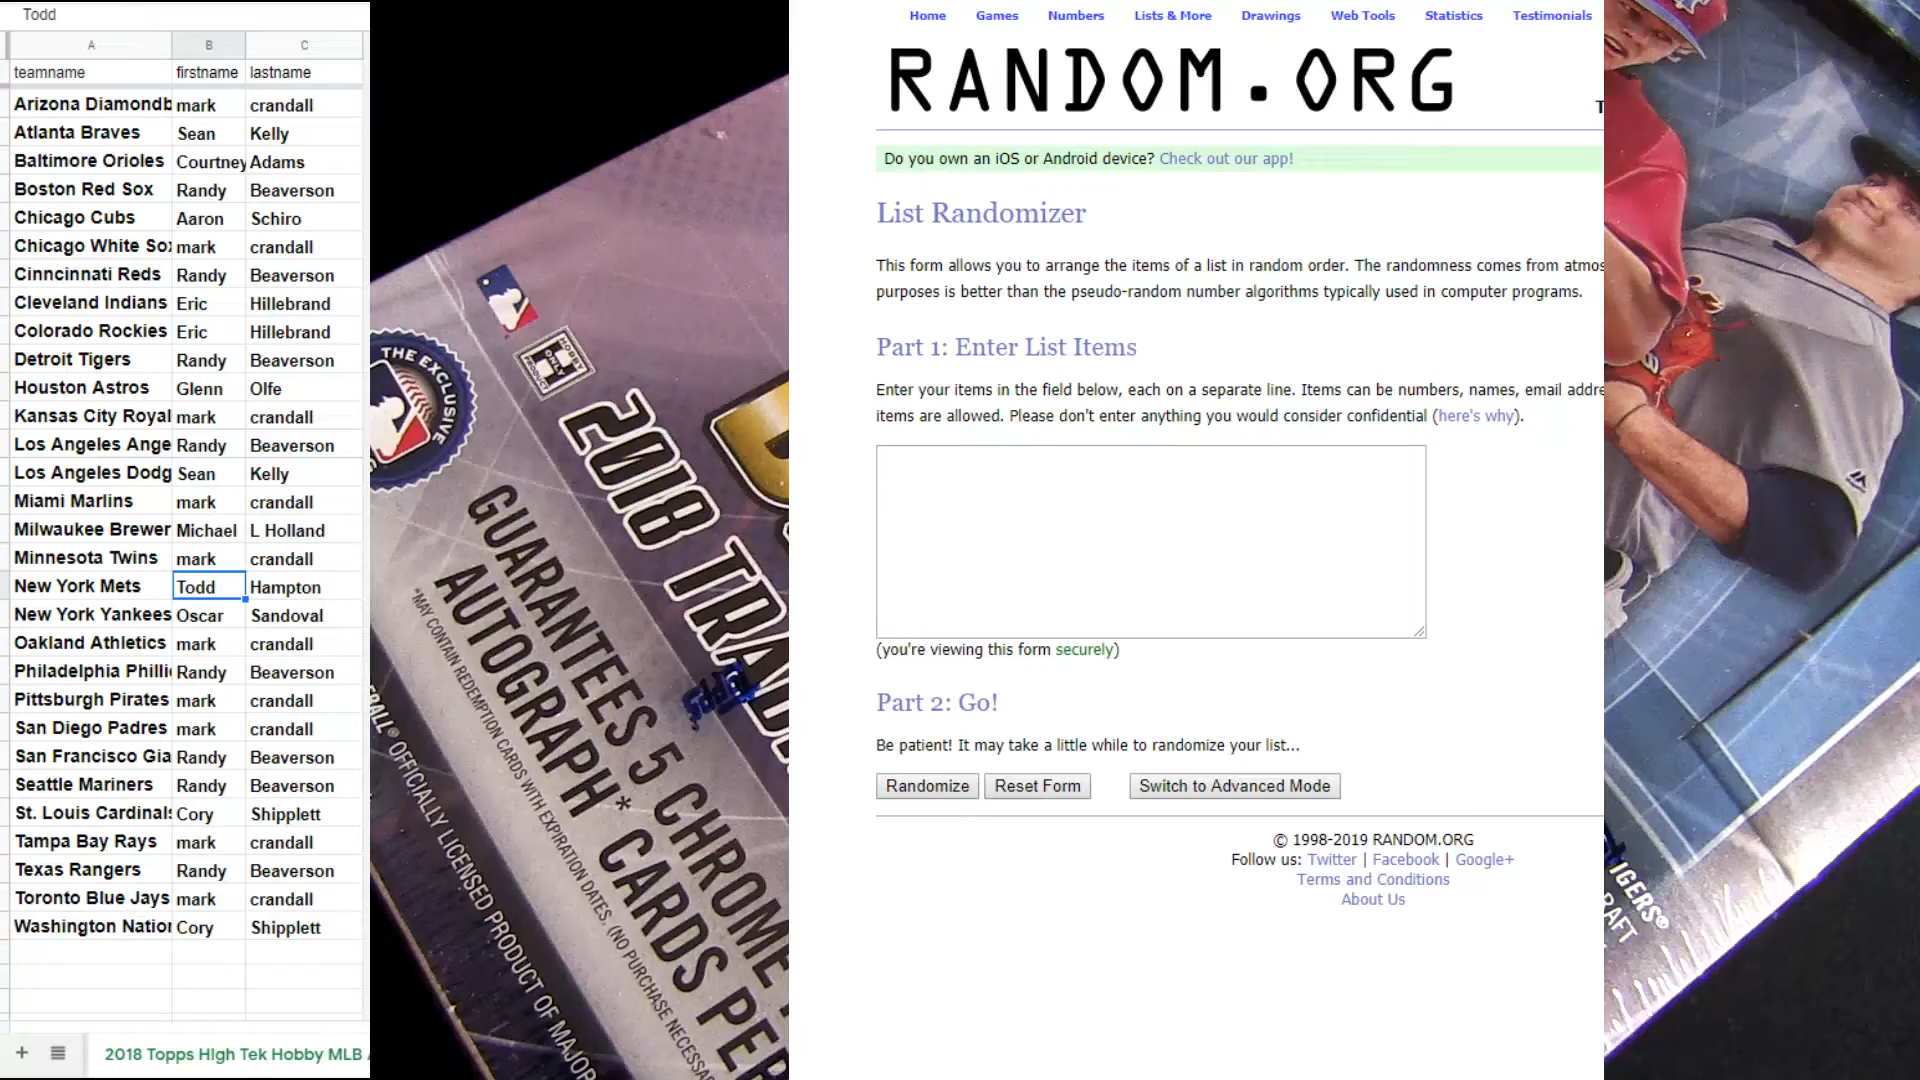 Todd
A B C
teamname firstname lastname
Arizona Diamondb mark crandall
Atlanta Braves Sean Kelly
Baltimore Orioles Courtney Adams
Boston Red Sox Randy Beaverson
Chicago Cubs Aaron Schiro
Chicago White Sox mark crandall
Cinncinnati Reds Randy Beaverson
Cleveland Indians Eric Hillebrand
Colorado Rockies Eric Hillebrand
Detroit Tigers Randy Beaverson
Houston Astros Glenn Olfe
Kansas City Royal mark crandall
Los Angeles Ange Randy Beaverson
Los Angeles Dodg Sean Kelly
Miami Marlins mark crandall
Milwaukee Brewer Michael L Holland
Minnesota Twins mark crandall
New York Mets Todd Hampton
New York Yankees Oscar Sandoval
Oakland Athletics mark crandall
Philadelphia Philli Randy Beaverson
Pittsburgh Pirates mark crandall
San Diego Padres mark crandall
San Francisco Gia Randy Beaverson
Seattle Mariners Randy Beaverson
St. Louis Cardinals Cory Shipplett
Tampa Bay Rays mark crandall
Texas Rangers Randy Beaverson
Toronto Blue Jays mark crandall
Washington Nation Cory Shipplett
2018 Topps HIgh Tek Hobby MLB
THE EXCLUSIVE
HOBBY ONLY PRODUCT
2018 TRAD
GUARANTEES 5 CHROME
AUTOGRAPH* CARDS PER
*MAY CONTAIN REDEMPTION CARDS WITH EXPIRATION DATES. (NO PURCHASE NECESSA
BALL® OFFICIALLY LICENSED PRODUCT OF MAJOR
topps
Home Games Numbers Lists & More Drawings Web Tools Statistics Testimonials
RANDOM.ORG
T
Do you own an iOS or Android device? Check out our app!
List Randomizer
This form allows you to arrange the items of a list in random order. The randomness comes from atmos
purposes is better than the pseudo-random number algorithms typically used in computer programs.
Part 1: Enter List Items
Enter your items in the field below, each on a separate line. Items can be numbers, names, email addre
items are allowed. Please don't enter anything you would consider confidential (here's why).
(you're viewing this form securely)
Part 2: Go!
Be patient! It may take a little while to randomize your list...
Randomize Reset Form Switch to Advanced Mode
© 1998-2019 RANDOM.ORG
Follow us: Twitter | Facebook | Google+
Terms and Conditions
About Us
TIGERS®
RAFT